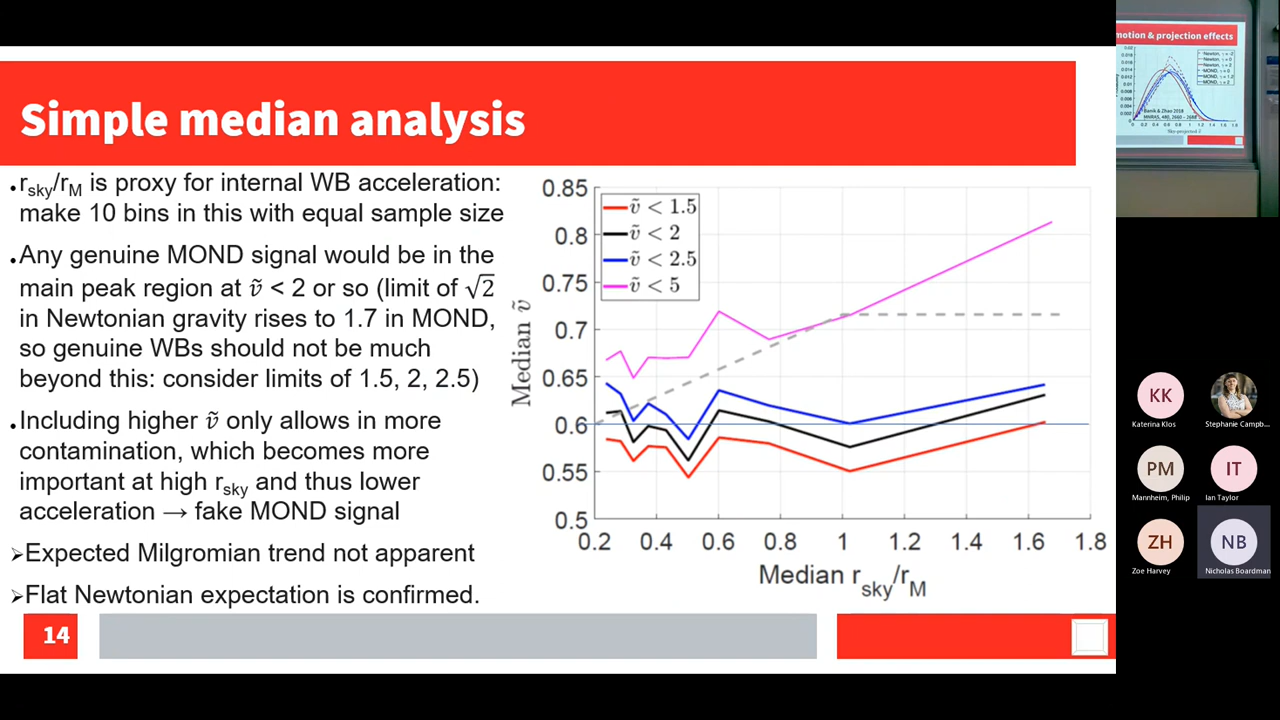 Simple median analysis
.r_sky/r_M is proxy for internal WB acceleration:
make 10 bins in this with equal sample size
.Any genuine MOND signal would be in the
main peak region at ṽ < 2 or so (limit of √2
in Newtonian gravity rises to 1.7 in MOND,
so genuine WBs should not be much
beyond this: consider limits of 1.5, 2, 2.5)
.Including higher ṽ only allows in more
contamination, which becomes more
important at high r_sky and thus lower
acceleration → fake MOND signal
➢Expected Milgromian trend not apparent
➢Flat Newtonian expectation is confirmed.
14
0.85
0.8
0.75
0.7
0.65
0.6
0.55
0.5
Median ṽ
ṽ < 1.5
ṽ < 2
ṽ < 2.5
ṽ < 5
0.2 0.4 0.6 0.8 1 1.2 1.4 1.6 1.8
Median r_sky/r_M
motion & projection effects
Banik & Zhao 2018
KK
Katerina Klos
Stephanie Campb...
PM
Mannheim, Philip
IT
Ian Taylor
ZH
Zoe Harvey
NB
Nicholas Boardman